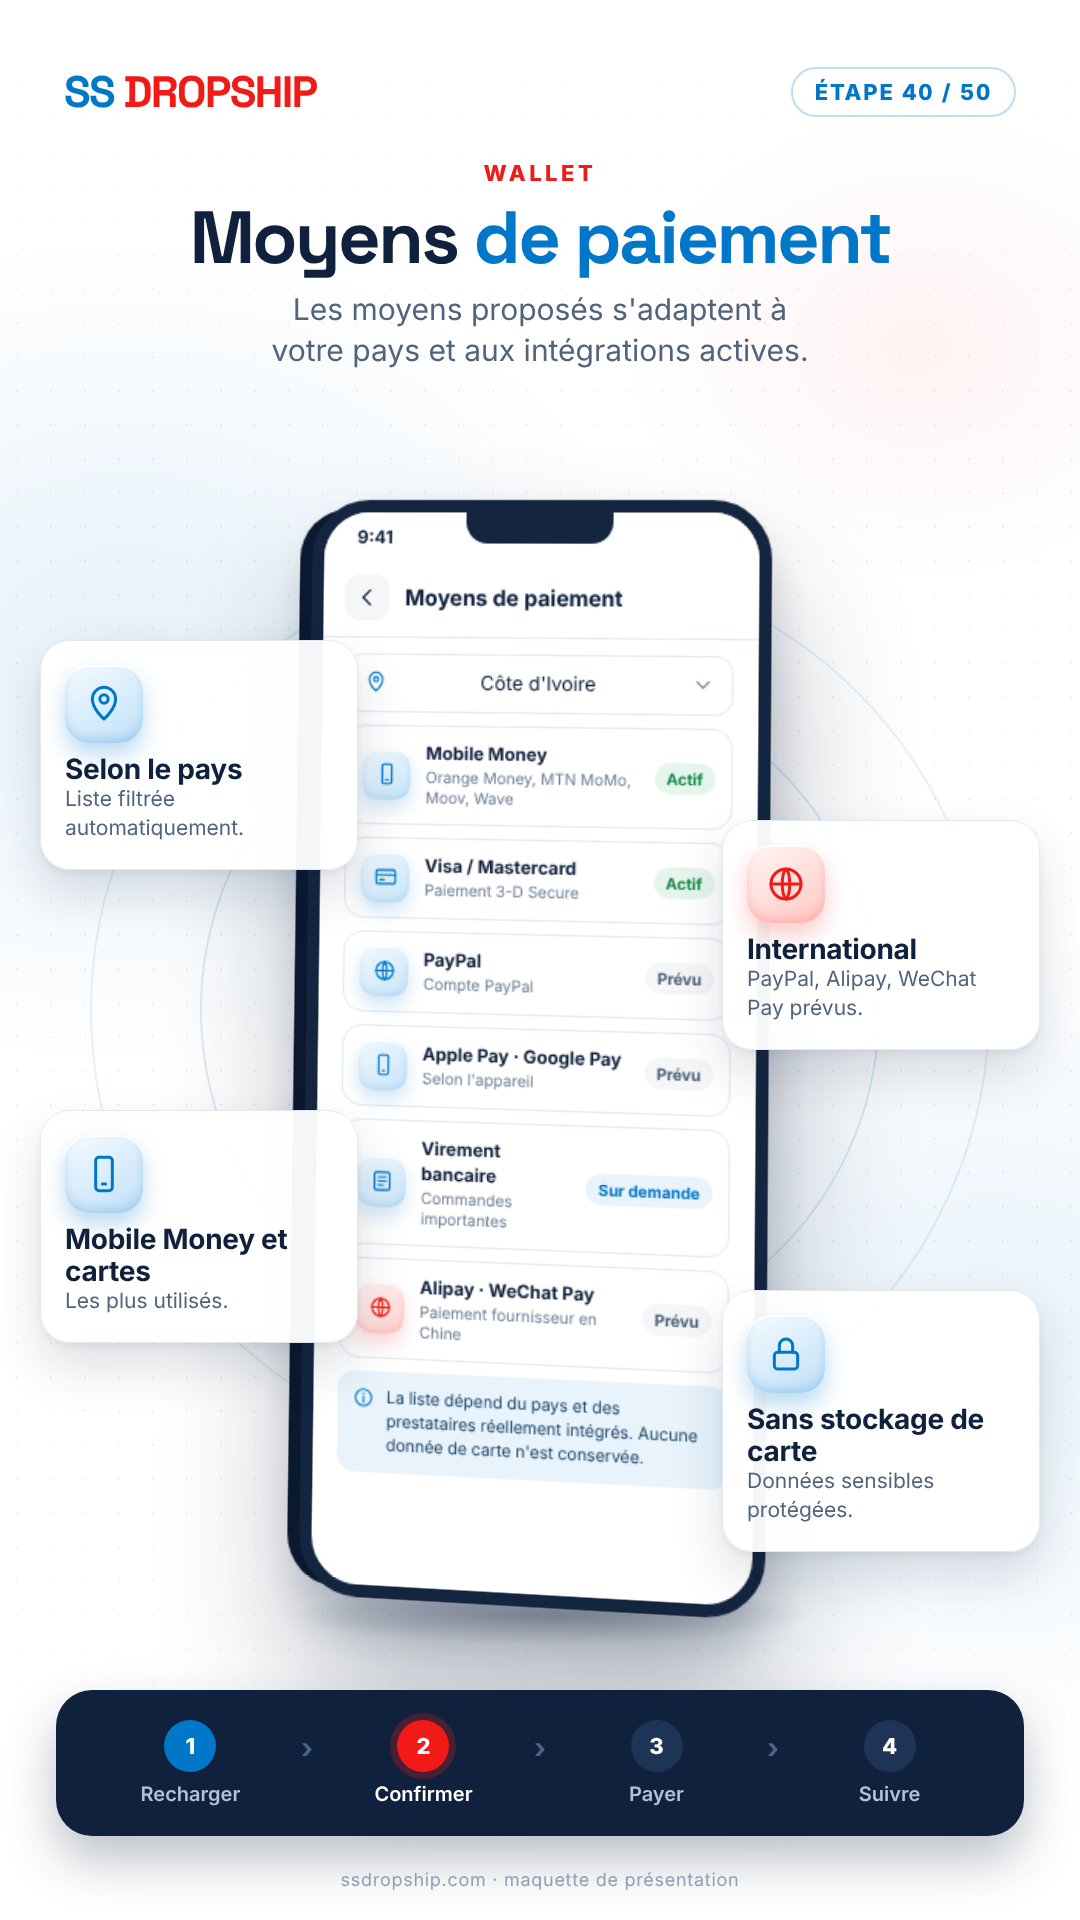 SS DROPSHIP
ÉTAPE 40 / 50
WALLET
Moyens de paiement
Les moyens proposés s'adaptent à
votre pays et aux intégrations actives.
9:41
Moyens de paiement
Côte d'Ivoire
Mobile Money
Orange Money, MTN MoMo,
Moov, Wave
Actif
Visa / Mastercard
Paiement 3-D Secure
Actif
PayPal
Compte PayPal
Prévu
Apple Pay · Google Pay
Selon l'appareil
Prévu
Virement
bancaire
Commandes
importantes
Sur demande
Alipay · WeChat Pay
Paiement fournisseur en
Chine
Prévu
La liste dépend du pays et des
prestataires réellement intégrés. Aucune
donnée de carte n'est conservée.
Selon le pays
Liste filtrée
automatiquement.
International
PayPal, Alipay, WeChat
Pay prévus.
Mobile Money et
cartes
Les plus utilisés.
Sans stockage de
carte
Données sensibles
protégées.
1
Recharger
2
Confirmer
3
Payer
4
Suivre
ssdropship.com · maquette de présentation